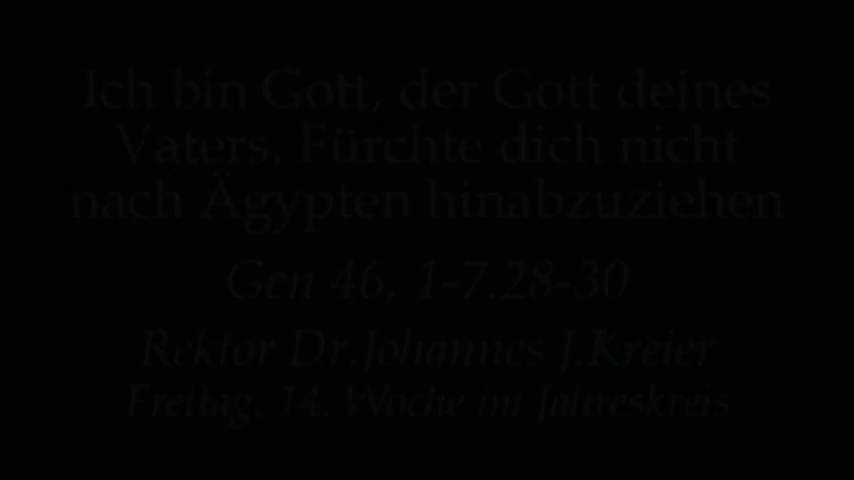 Ich bin Gott, der Gott deines
Vaters. Fürchte dich nicht
nach Ägypten hinabzuziehen
Gen 46, 1-7.28-30
Rektor Dr.Johannes J.Kreier
Freitag, 14. Woche im Jahreskreis